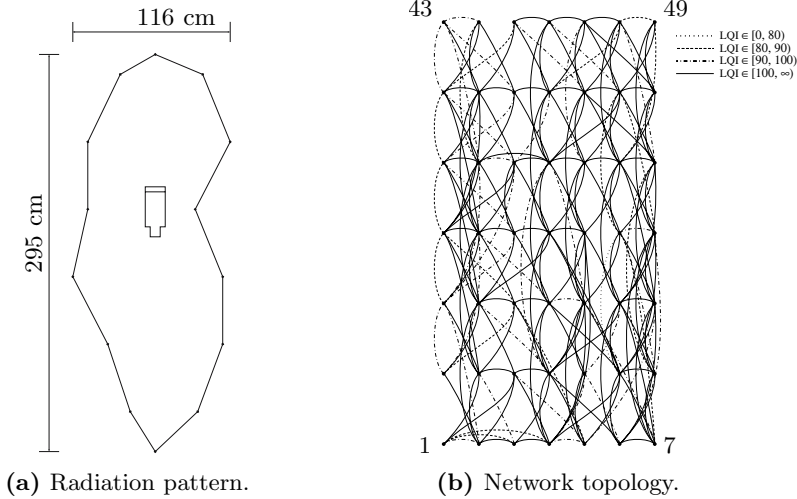 116 cm
295 cm
(a) Radiation pattern.
43
49
LQI∈[0, 80)
LQI∈[80, 90)
LQI∈[90, 100)
LQI∈[100, ∞)
1
7
(b) Network topology.